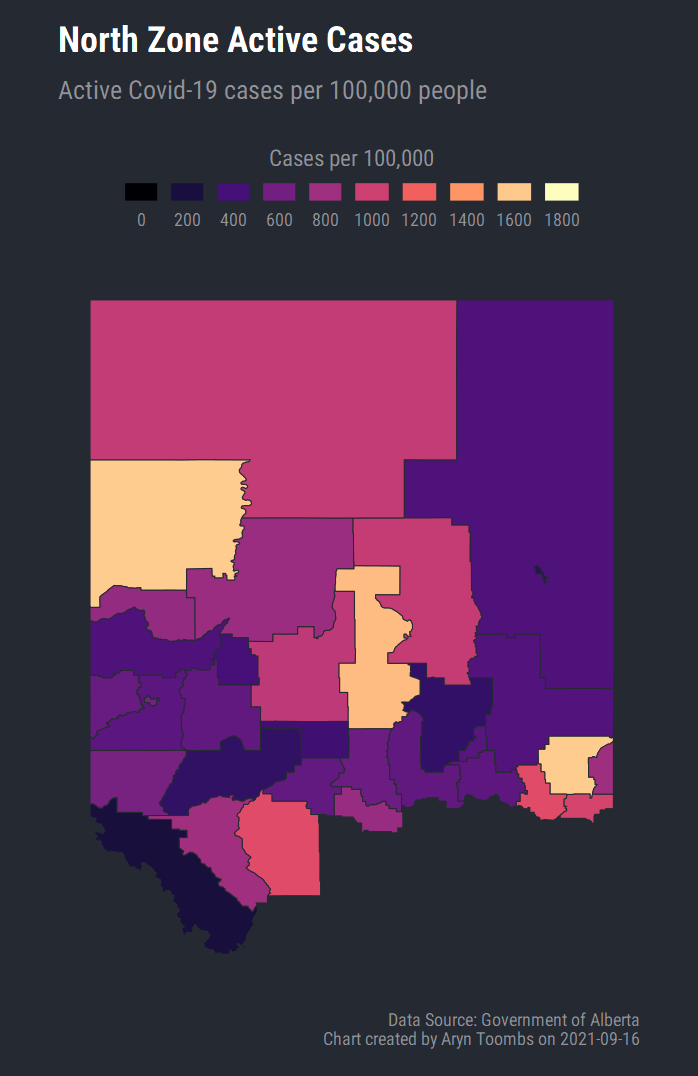 North Zone Active Cases
Active Covid-19 cases per 100,000 people
Cases per 100,000
0 200 400 600 800 1000 1200 1400 1600 1800
Data Source: Government of Alberta
Chart created by Aryn Toombs on 2021-09-16